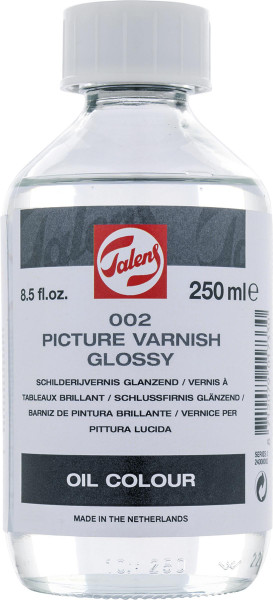 Talens
8.5 fl.oz. 250 ml ℮
002
PICTURE VARNISH
GLOSSY
SCHILDERIJVERNIS GLANZEND / VERNIS À
TABLEAUX BRILLANT / SCHLUSSFIRNIS GLÄNZEND /
BARNIZ DE PINTURA BRILLANTE / VERNICE PER
PITTURA LUCIDA
OIL COLOUR
MADE IN THE NETHERLANDS